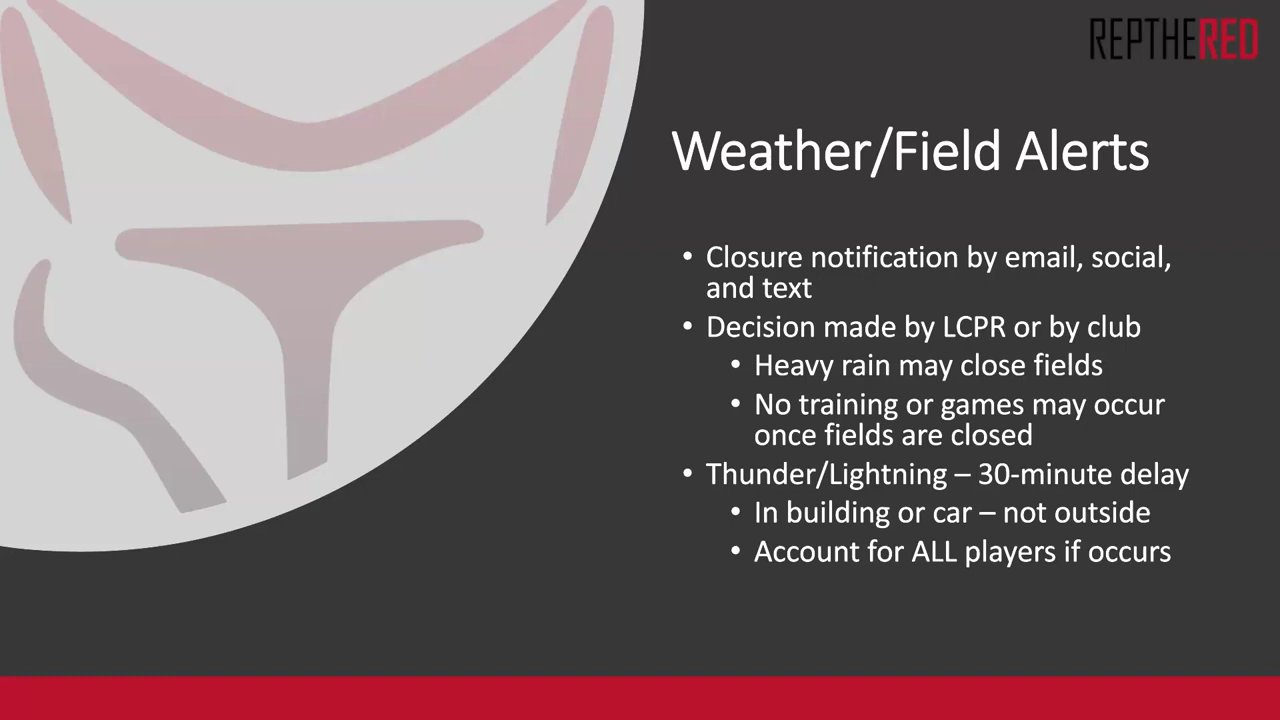 REPTHERED
Weather/Field Alerts
• Closure notification by email, social,
and text
• Decision made by LCPR or by club
• Heavy rain may close fields
• No training or games may occur
once fields are closed
• Thunder/Lightning – 30-minute delay
• In building or car – not outside
• Account for ALL players if occurs